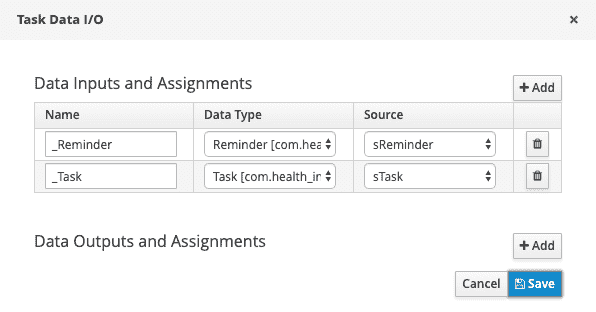 Task Data I/O ×
Data Inputs and Assignments
+ Add
Name Data Type Source
_Reminder Reminder [com.hea sReminder
_Task Task [com.health_in sTask
Data Outputs and Assignments
+ Add
Cancel Save